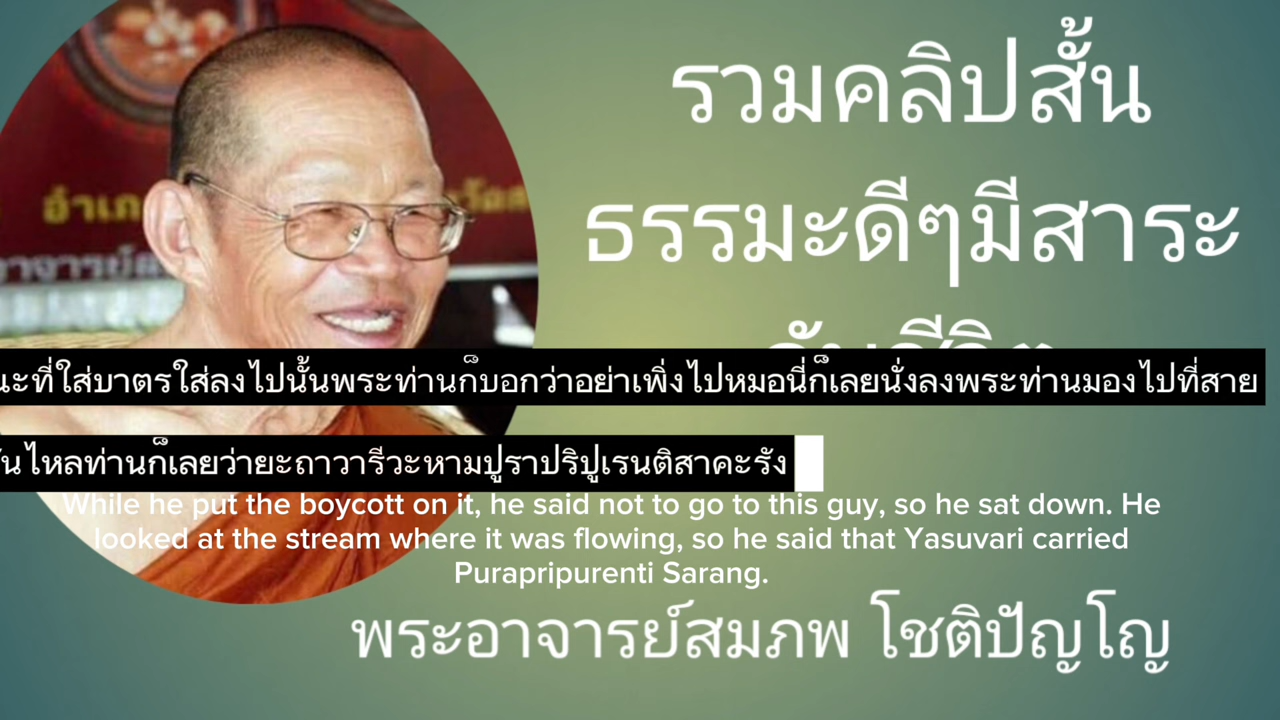 รวมคลิปสั้น
ธรรมะดีๆมีสาระ
อำเภ
ที่ใส่บาตรใส่ลงไปนั้นพระท่านก็บอกว่าอย่าเพิ่งไปหมอนี่ก็เลยนั่งลงพระท่านมองไปที่สาย
ไหลท่านก็เลยว่ายะถาวารีวะหามปูราปริปูเรนติสาคะรัง
While he put the boycott on it, he said not to go to this guy, so he sat down. He
looked at the stream where it was flowing, so he said that Yasuvari carried
Purapripurenti Sarang.
พระอาจารย์สมภพ โชติปัญโญ